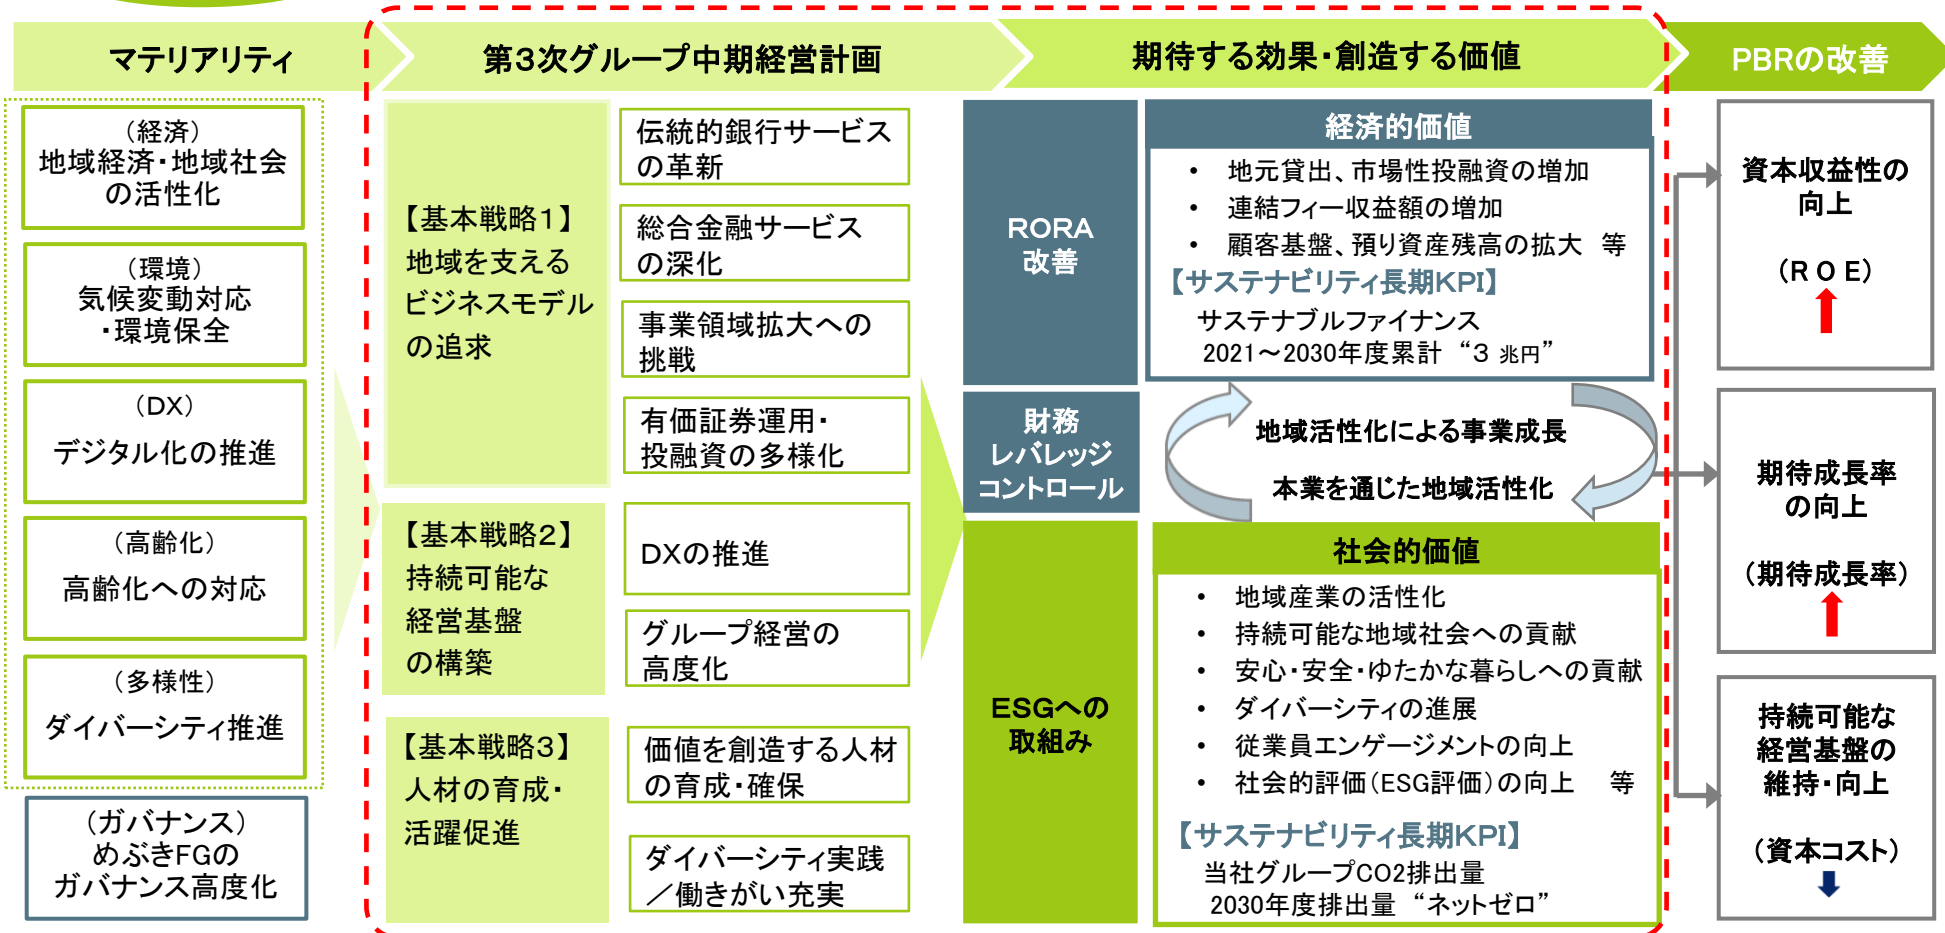 マテリアリティ
第3次グループ中期経営計画
期待する効果・創造する価値
PBRの改善
（経済）
地域経済・地域社会
の活性化
（環境）
気候変動対応
・環境保全
（DX）
デジタル化の推進
（高齢化）
高齢化への対応
（多様性）
ダイバーシティ推進
（ガバナンス）
めぶきFGの
ガバナンス高度化
【基本戦略1】
地域を支える
ビジネスモデル
の追求
伝統的銀行サービス
の革新
総合金融サービス
の深化
事業領域拡大への
挑戦
有価証券運用・
投融資の多様化
【基本戦略2】
持続可能な
経営基盤
の構築
DXの推進
グループ経営の
高度化
【基本戦略3】
人材の育成・
活躍促進
価値を創造する人材
の育成・確保
ダイバーシティ実践
／働きがい充実
RORA
改善
財務
レバレッジ
コントロール
ESGへの
取組み
経済的価値
• 地元貸出、市場性投融資の増加
• 連結フィー収益額の増加
• 顧客基盤、預り資産残高の拡大　等
【サステナビリティ長期KPI】
サステナブルファイナンス
2021～2030年度累計 “3 兆円”
地域活性化による事業成長
本業を通じた地域活性化
社会的価値
• 地域産業の活性化
• 持続可能な地域社会への貢献
• 安心・安全・ゆたかな暮らしへの貢献
• ダイバーシティの進展
• 従業員エンゲージメントの向上
• 社会的評価（ESG評価）の向上　等
【サステナビリティ長期KPI】
当社グループCO2排出量
2030年度排出量 “ネットゼロ”
資本収益性の
向上
（ＲＯＥ）
期待成長率
の向上
（期待成長率）
持続可能な
経営基盤の
維持・向上
（資本コスト）